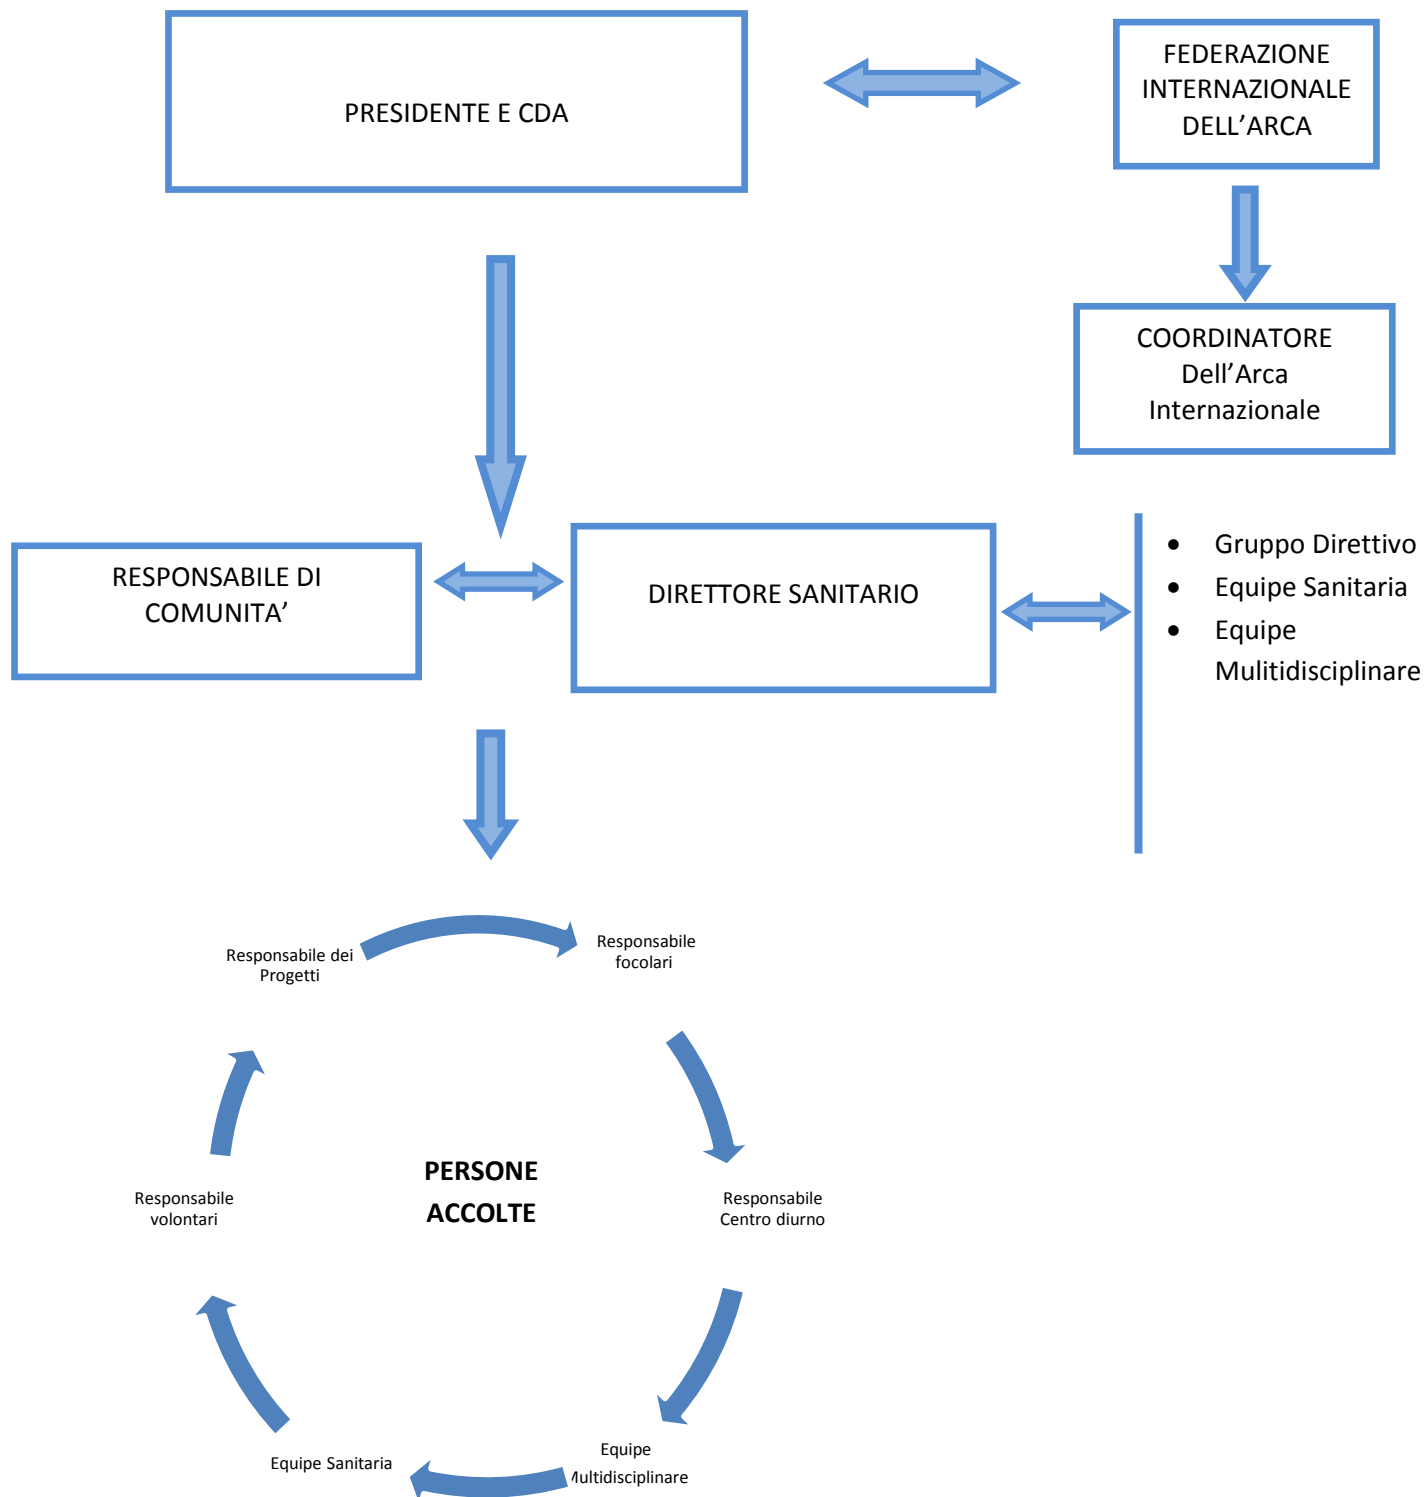 PRESIDENTE E CDA
FEDERAZIONE
INTERNAZIONALE
DELL’ARCA
COORDINATORE
Dell’Arca
Internazionale
RESPONSABILE DI
COMUNITA’
DIRETTORE SANITARIO
• Gruppo Direttivo
• Equipe Sanitaria
• Equipe
Mulitidisciplinare
Responsabile dei
Progetti
Responsabile
focolari
Responsabile
Centro diurno
Equipe
Multidisciplinare
Equipe Sanitaria
Responsabile
volontari
PERSONE
ACCOLTE